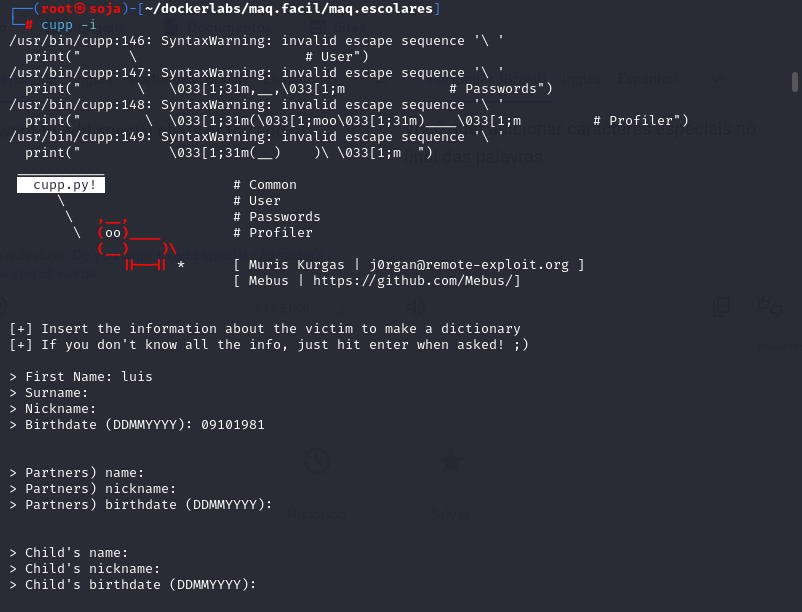 ┌──(root㉿soja)-[~/dockerlabs/maq.facil/maq.escolares]
└─# cupp -i
/usr/bin/cupp:146: SyntaxWarning: invalid escape sequence '\ '
  print("      \                     # User")
/usr/bin/cupp:147: SyntaxWarning: invalid escape sequence '\ '
  print("       \   \033[1;31m,__,\033[1;m             # Passwords")
/usr/bin/cupp:148: SyntaxWarning: invalid escape sequence '\ '
  print("        \  \033[1;31m(\033[1;moo\033[1;31m)____\033[1;m         # Profiler")
/usr/bin/cupp:149: SyntaxWarning: invalid escape sequence '\ '
  print("           \033[1;31m(__)    )\ \033[1;m  ")
 ___________
   cupp.py!                 # Common
      \                     # User
       \   ,__,             # Passwords
        \  (oo)____         # Profiler
           (__)    )\
              ||--|| *      [ Muris Kurgas | j0rgan@remote-exploit.org ]
                            [ Mebus | https://github.com/Mebus/]
[+] Insert the information about the victim to make a dictionary
[+] If you don't know all the info, just hit enter when asked! ;)
> First Name: luis
> Surname:
> Nickname:
> Birthdate (DDMMYYYY): 09101981
> Partners) name:
> Partners) nickname:
> Partners) birthdate (DDMMYYYY):
> Child's name:
> Child's nickname:
> Child's birthdate (DDMMYYYY):